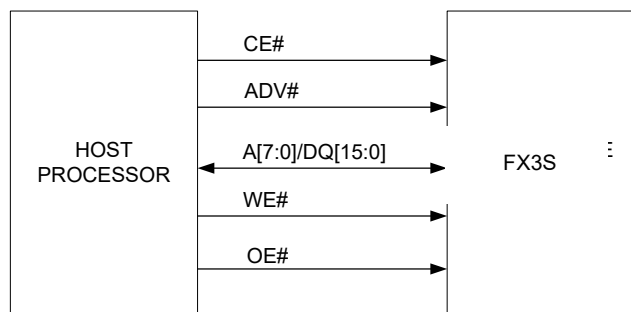 CE#
ADV#
A[7:0]/DQ[15:0]
HOST
PROCESSOR
FX3S
WE#
OE#